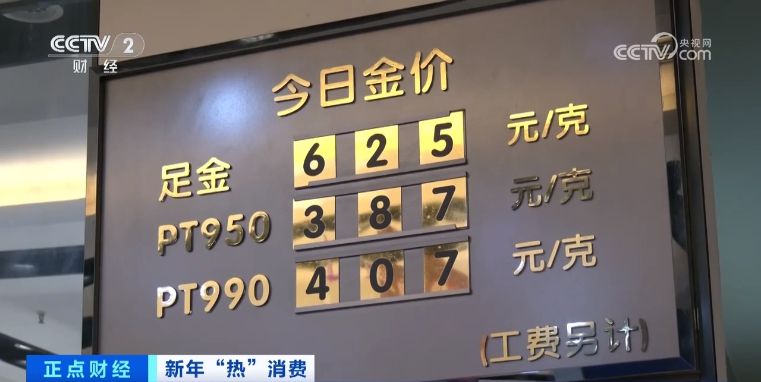 CCTV 2
财经
央视网
CCTV.com
今日金价
足金 625 元/克
PT950 387 元/克
PT990 407 元/克
(工费另计)
正点财经 新年“热”消费